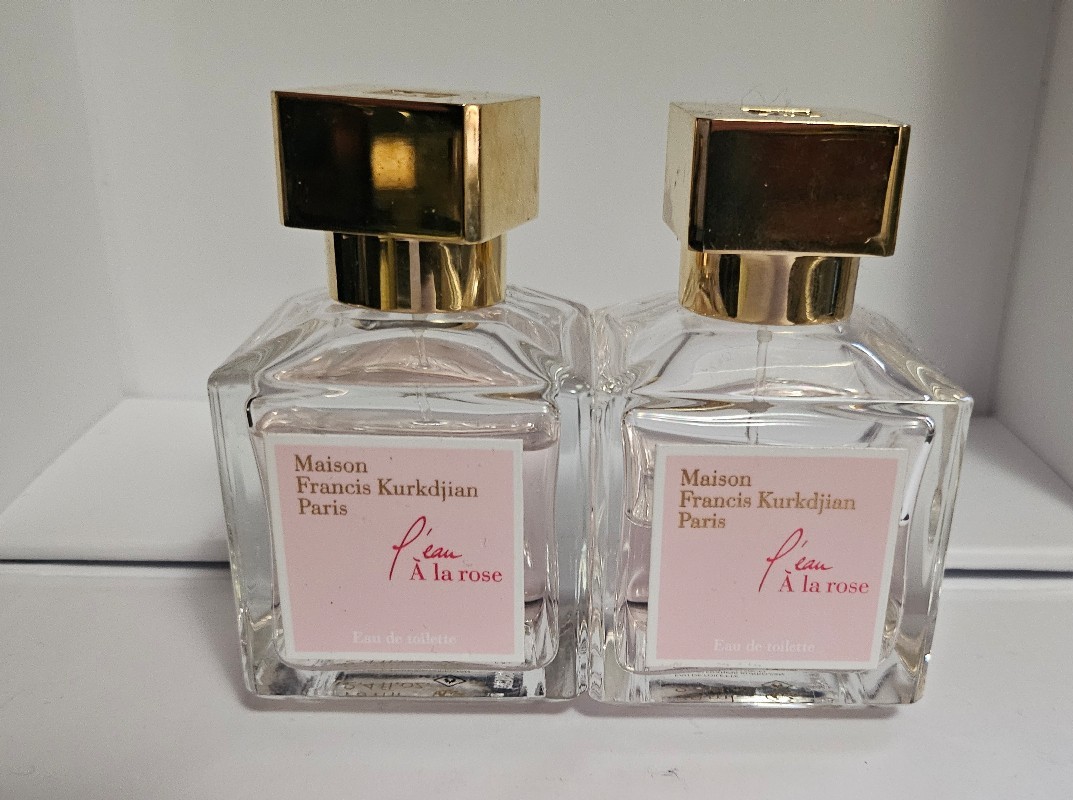 Maison
Francis Kurkdjian
Paris
l'eau
À la rose
Eau de toilette
Maison
Francis Kurkdjian
Paris
l'eau
À la rose
Eau de toilette